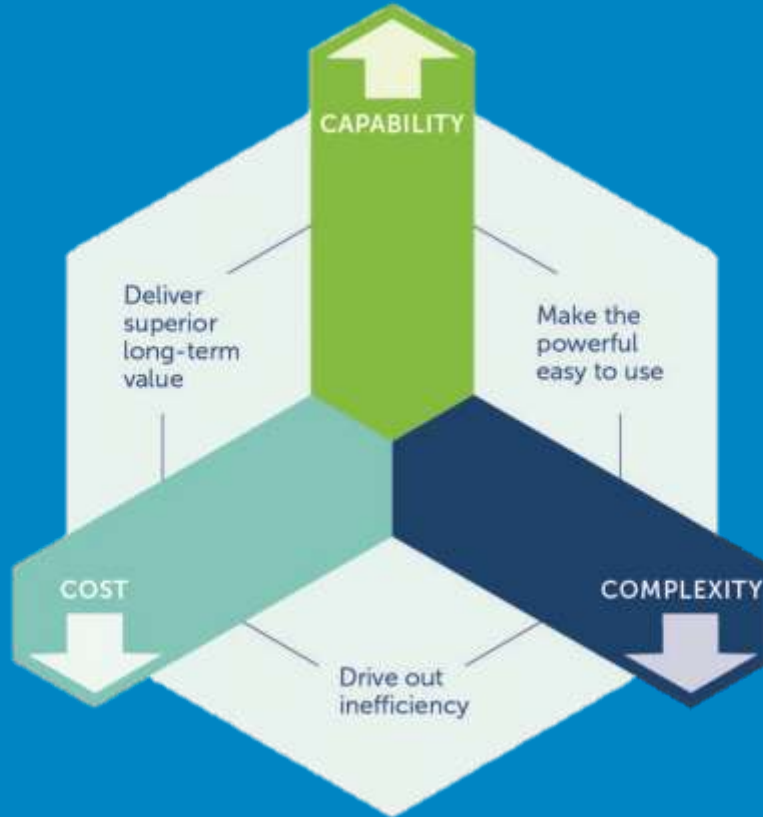 CAPABILITY
Deliver
superior
long-term
value
Make the
powerful
easy to use
COST
COMPLEXITY
Drive out
inefficiency